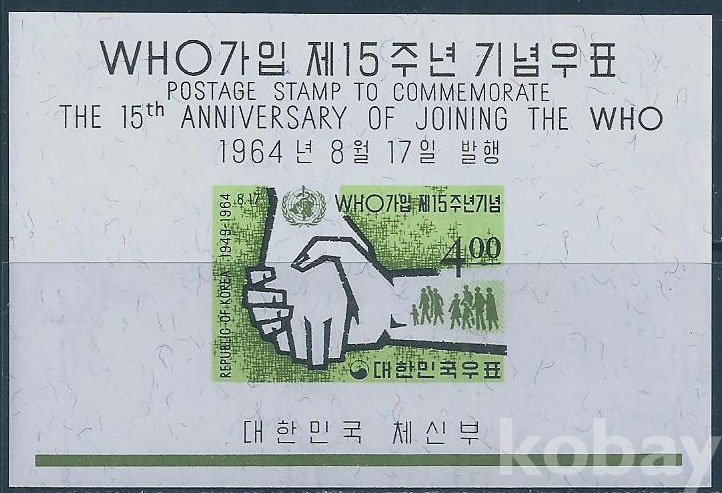 WHO가입 제15주년 기념우표
POSTAGE STAMP TO COMMEMORATE
THE 15th ANNIVERSARY OF JOINING THE WHO
1964년 8월 17일 발행
REPUBLIC OF KOREA 1949-1964 8.17
WHO가입 제15주년기념
4.00
대한민국우표
대한민국 체신부
kobay